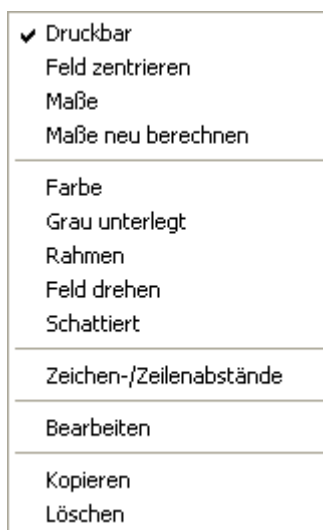 Druckbar
Feld zentrieren
Maße
Maße neu berechnen
Farbe
Grau unterlegt
Rahmen
Feld drehen
Schattiert
Zeichen-/Zeilenabstände
Bearbeiten
Kopieren
Löschen